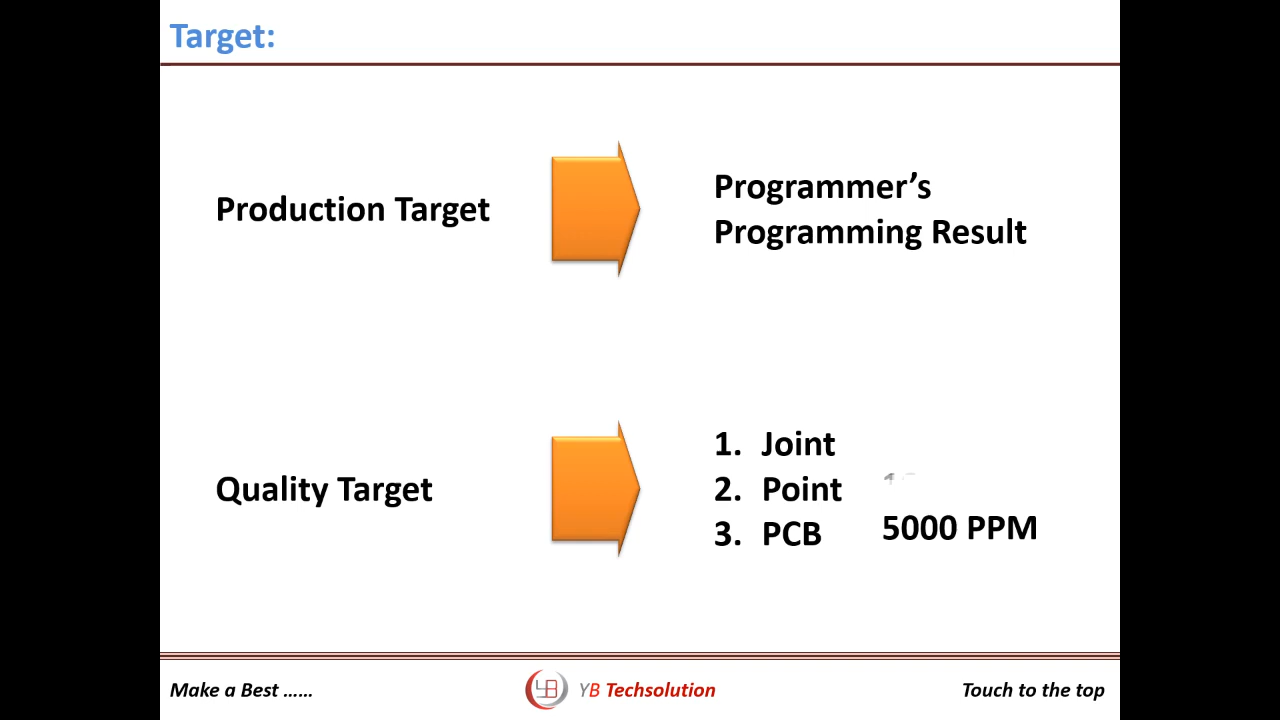 Target:
Production Target
Programmer’s
Programming Result
Quality Target
1. Joint
2. Point
3. PCB
5000 PPM
Make a Best ......
YB Techsolution
Touch to the top